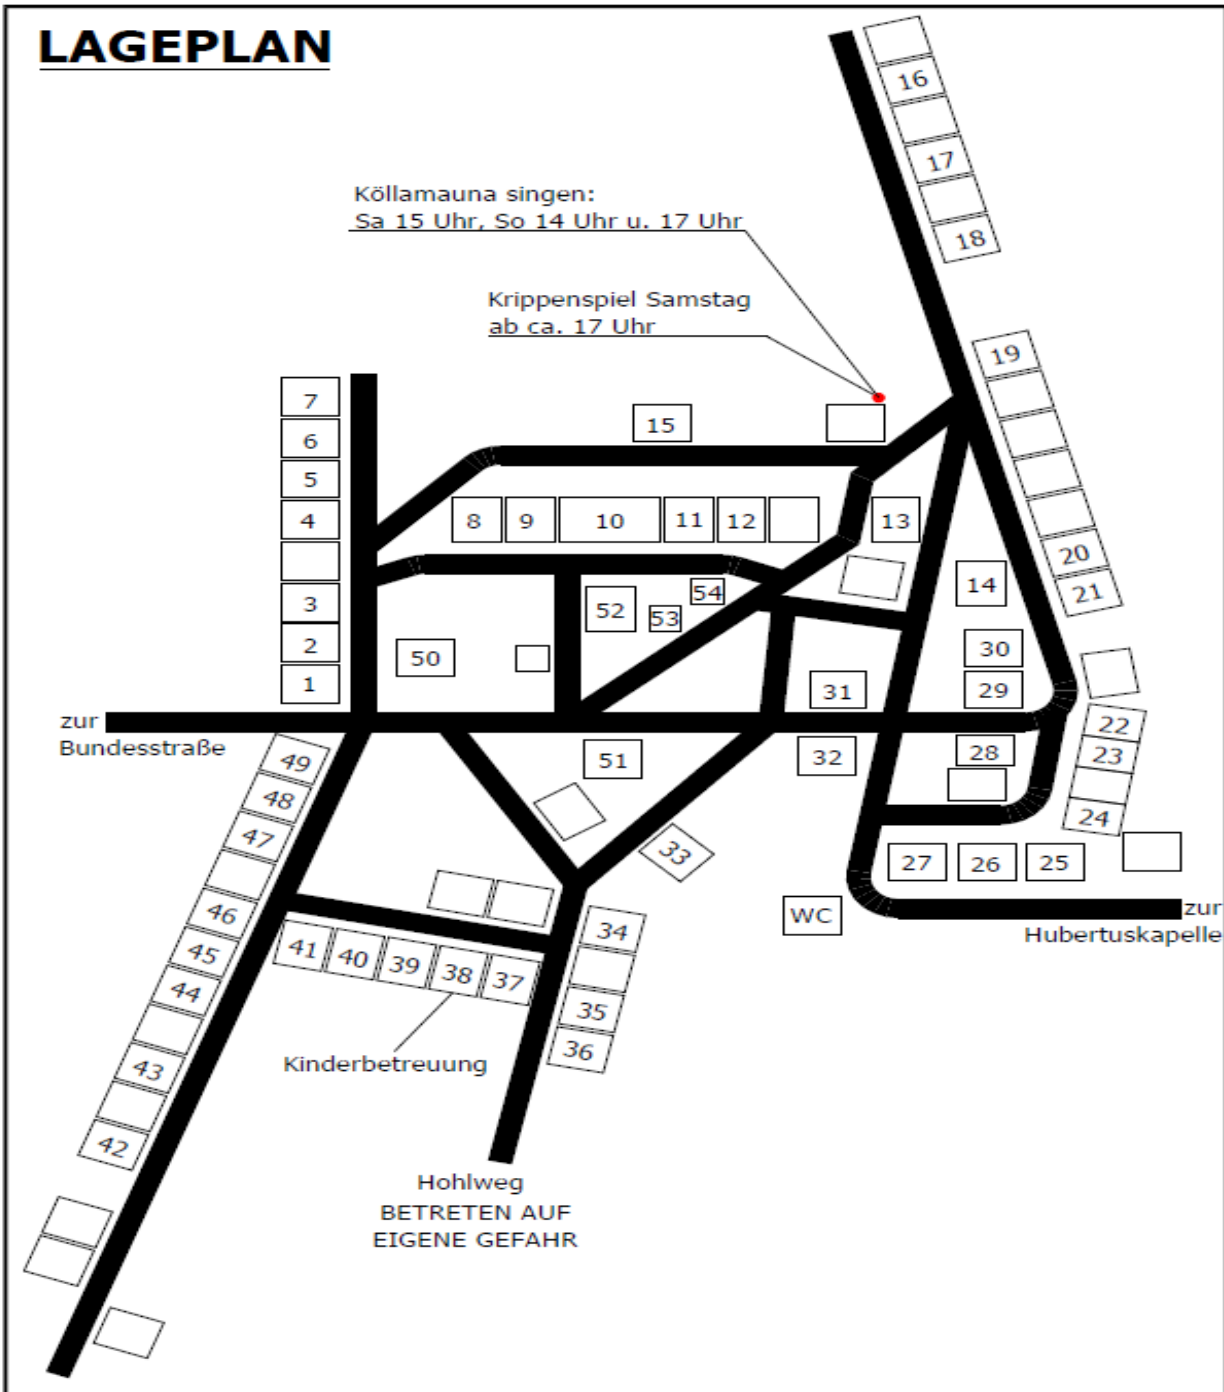 LAGEPLAN
16
17
18
Köllamauna singen:
Sa 15 Uhr, So 14 Uhr u. 17 Uhr
Krippenspiel Samstag
ab ca. 17 Uhr
19
7
6
5
4
3
2
1
15
8 9 10 11 12 13
20
21
14
52 53 54
50
30
29
31
zur
Bundesstraße
22
23
24
28
32
51
49
48
47
46
45
44
43
42
33
27 26 25
WC
zur
Hubertuskapelle
34
35
36
41 40 39 38 37
Kinderbetreuung
Hohlweg
BETRETEN AUF
EIGENE GEFAHR